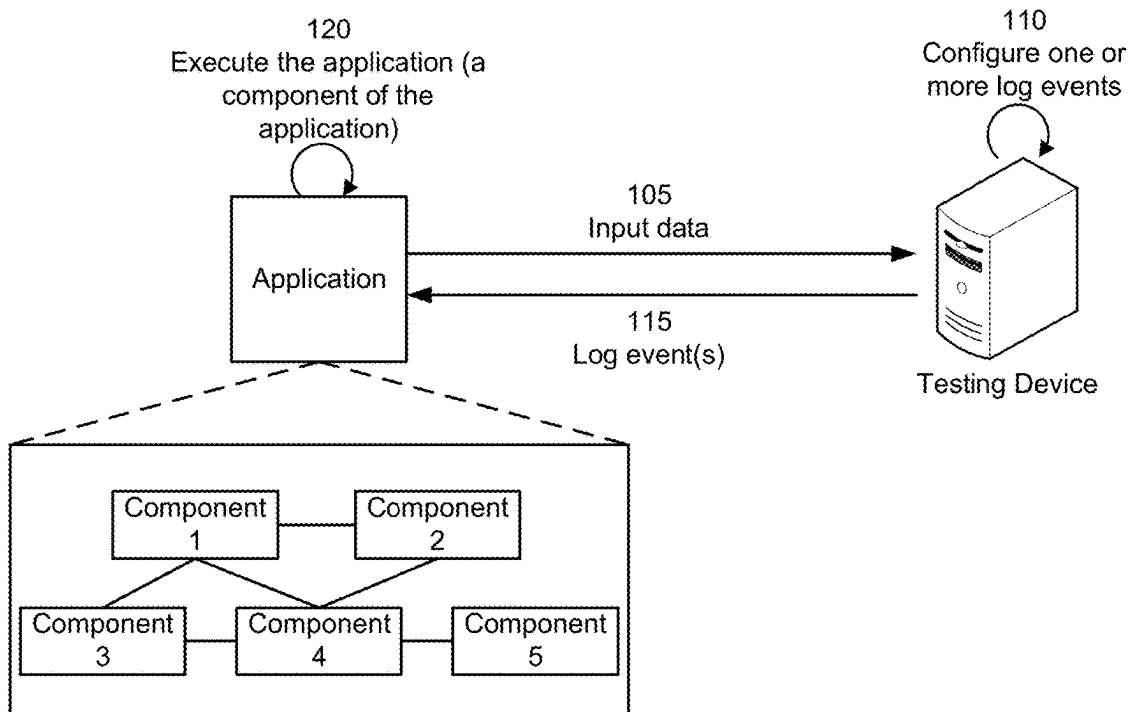 120
Execute the application (a
component of the
application)
110
Configure one or
more log events
105
Input data
Application
115
Log event(s)
Testing Device
Component
1
Component
2
Component
3
Component
4
Component
5